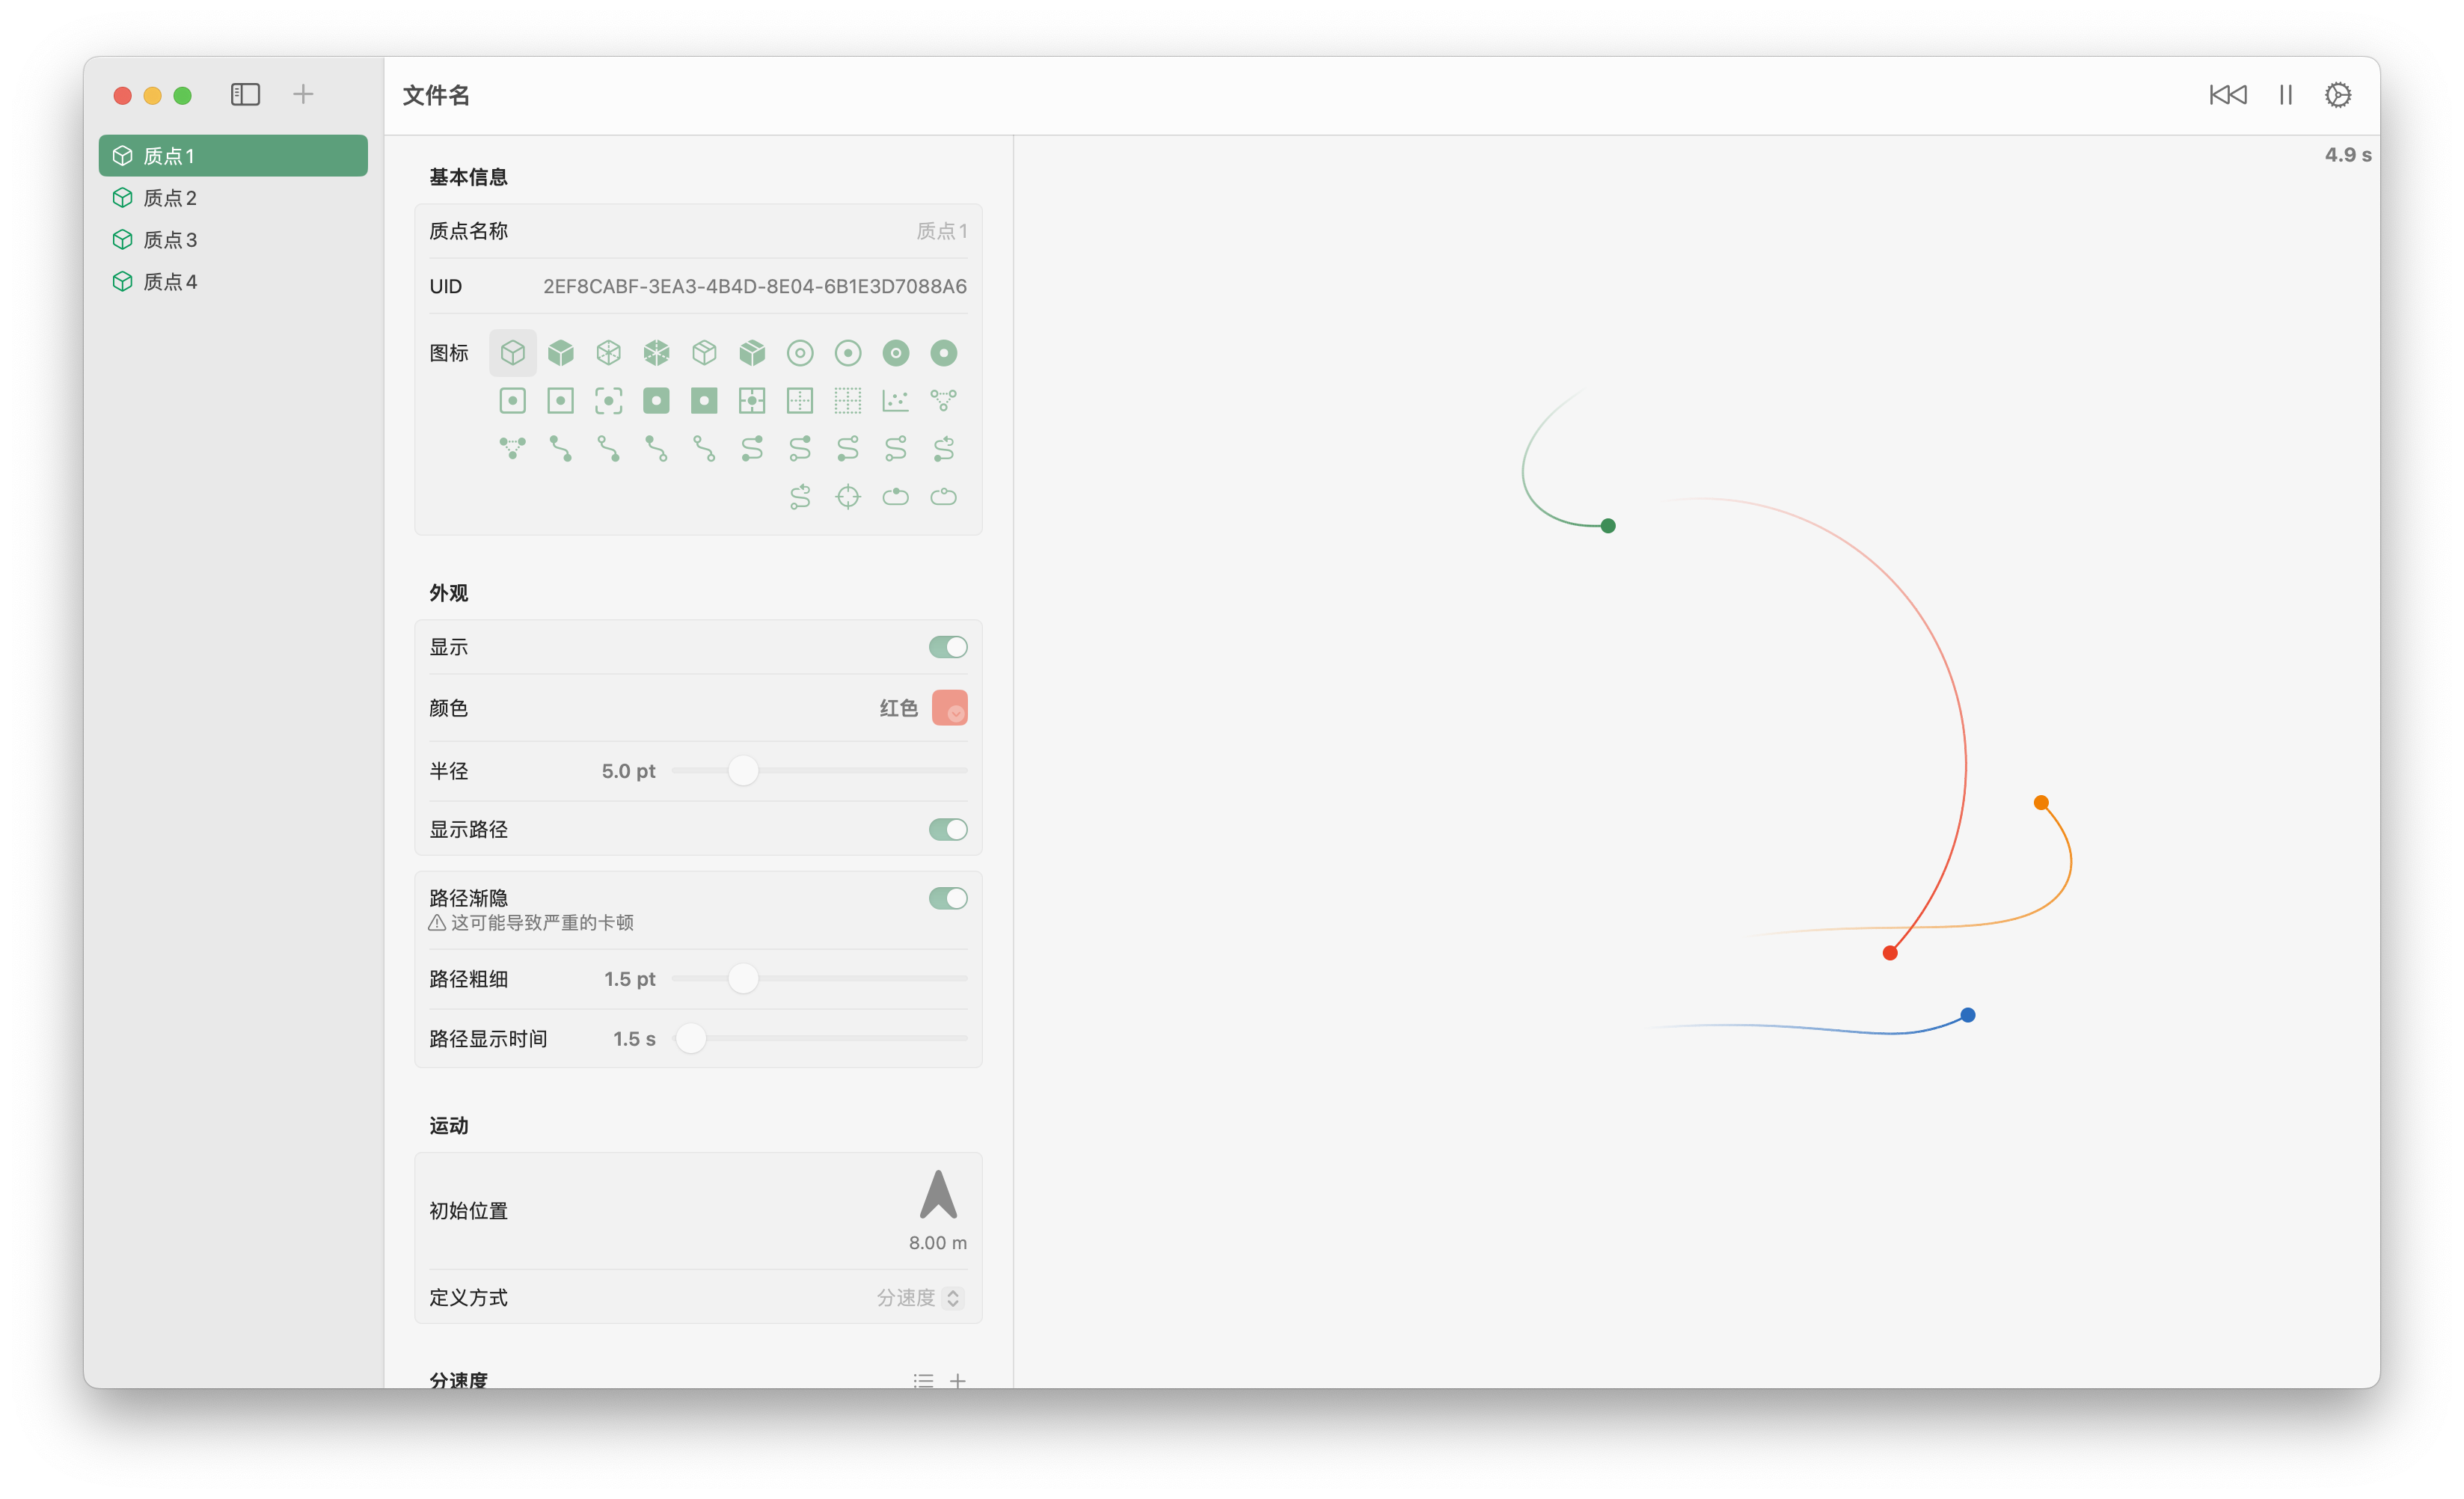 文件名
质点1
质点2
质点3
质点4
4.9 s
基本信息
质点名称 质点1
UID 2EF8CABF-3EA3-4B4D-8E04-6B1E3D7088A6
图标
外观
显示
颜色 红色
半径 5.0 pt
显示路径
路径渐隐
这可能导致严重的卡顿
路径粗细 1.5 pt
路径显示时间 1.5 s
运动
初始位置
8.00 m
定义方式 分速度
分速度